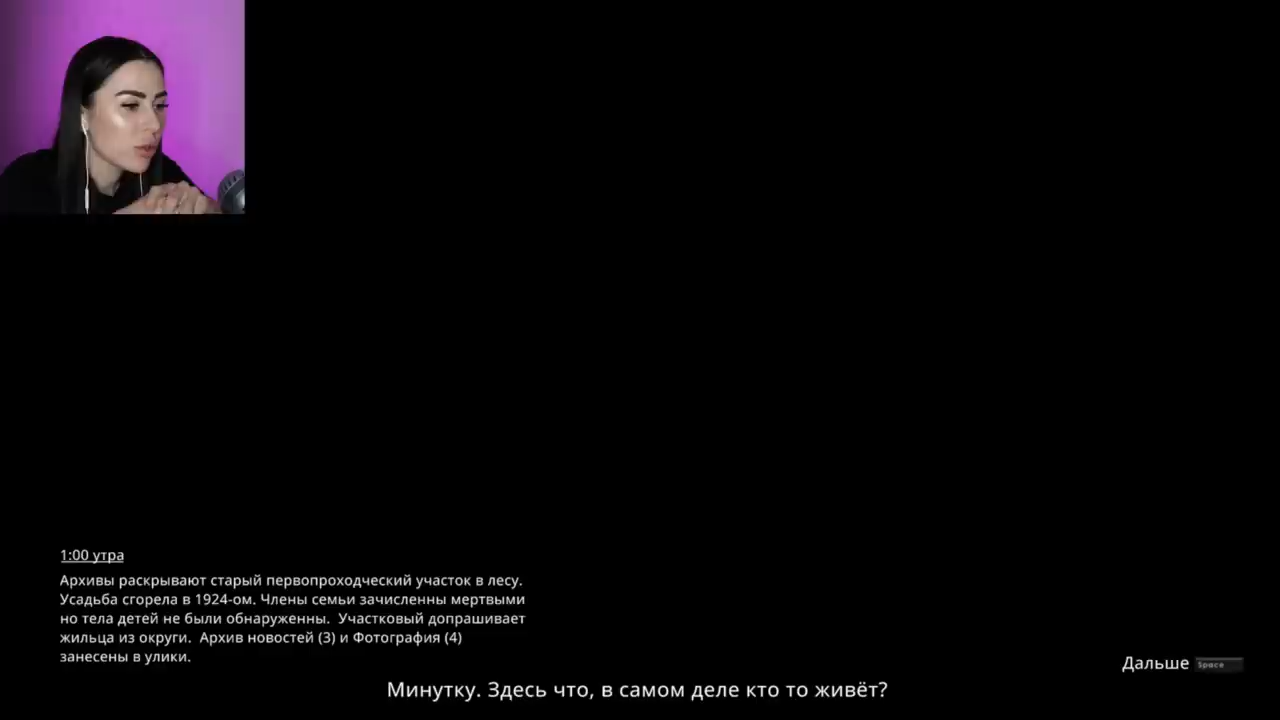 1:00 утра
Архивы раскрывают старый первопроходческий участок в лесу.
Усадьба сгорела в 1924-ом. Члены семьи зачисленны мертвыми
но тела детей не были обнаруженны.  Участковый допрашивает
жильца из округи.  Архив новостей (3) и Фотография (4)
занесены в улики.
Дальше Space
Минутку. Здесь что, в самом деле кто то живёт?